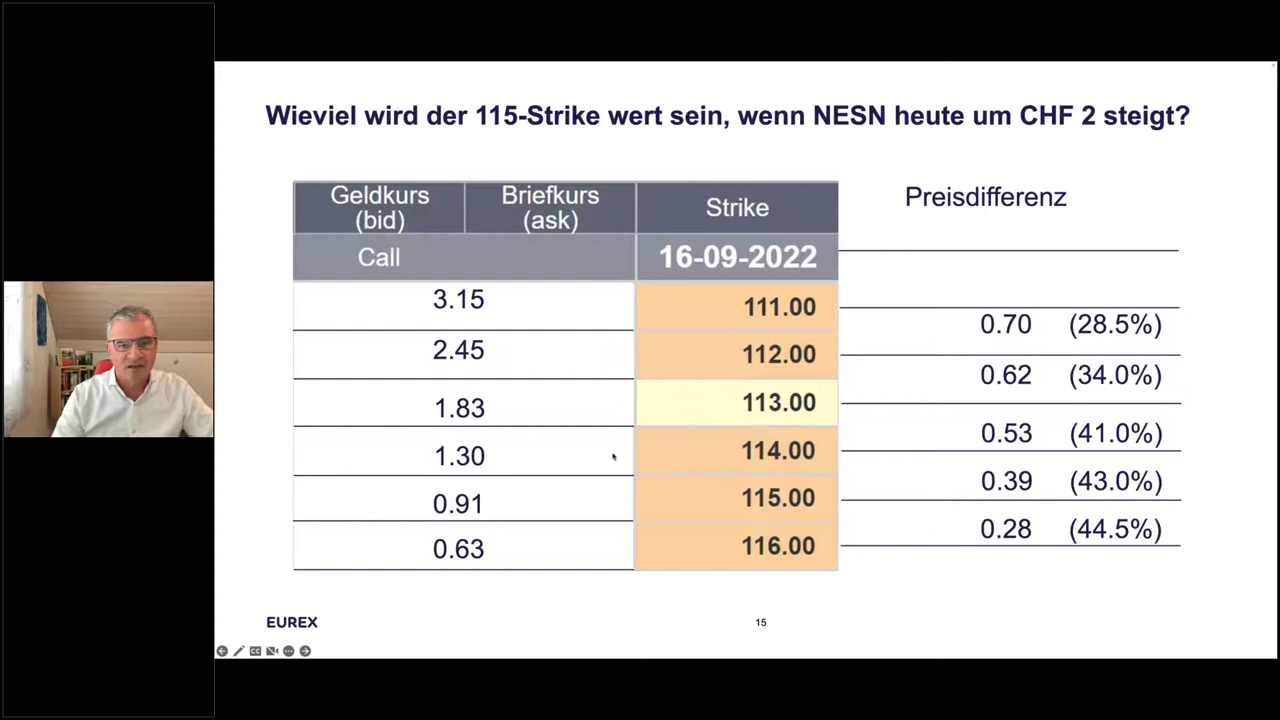 Wieviel wird der 115-Strike wert sein, wenn NESN heute um CHF 2 steigt?
Geldkurs
(bid)
Briefkurs
(ask)
Strike
Preisdifferenz
Call
16-09-2022
3.15
111.00
0.70 (28.5%)
2.45
112.00
0.62 (34.0%)
1.83
113.00
0.53 (41.0%)
1.30
114.00
0.39 (43.0%)
0.91
115.00
0.28 (44.5%)
0.63
116.00
EUREX
15
CC